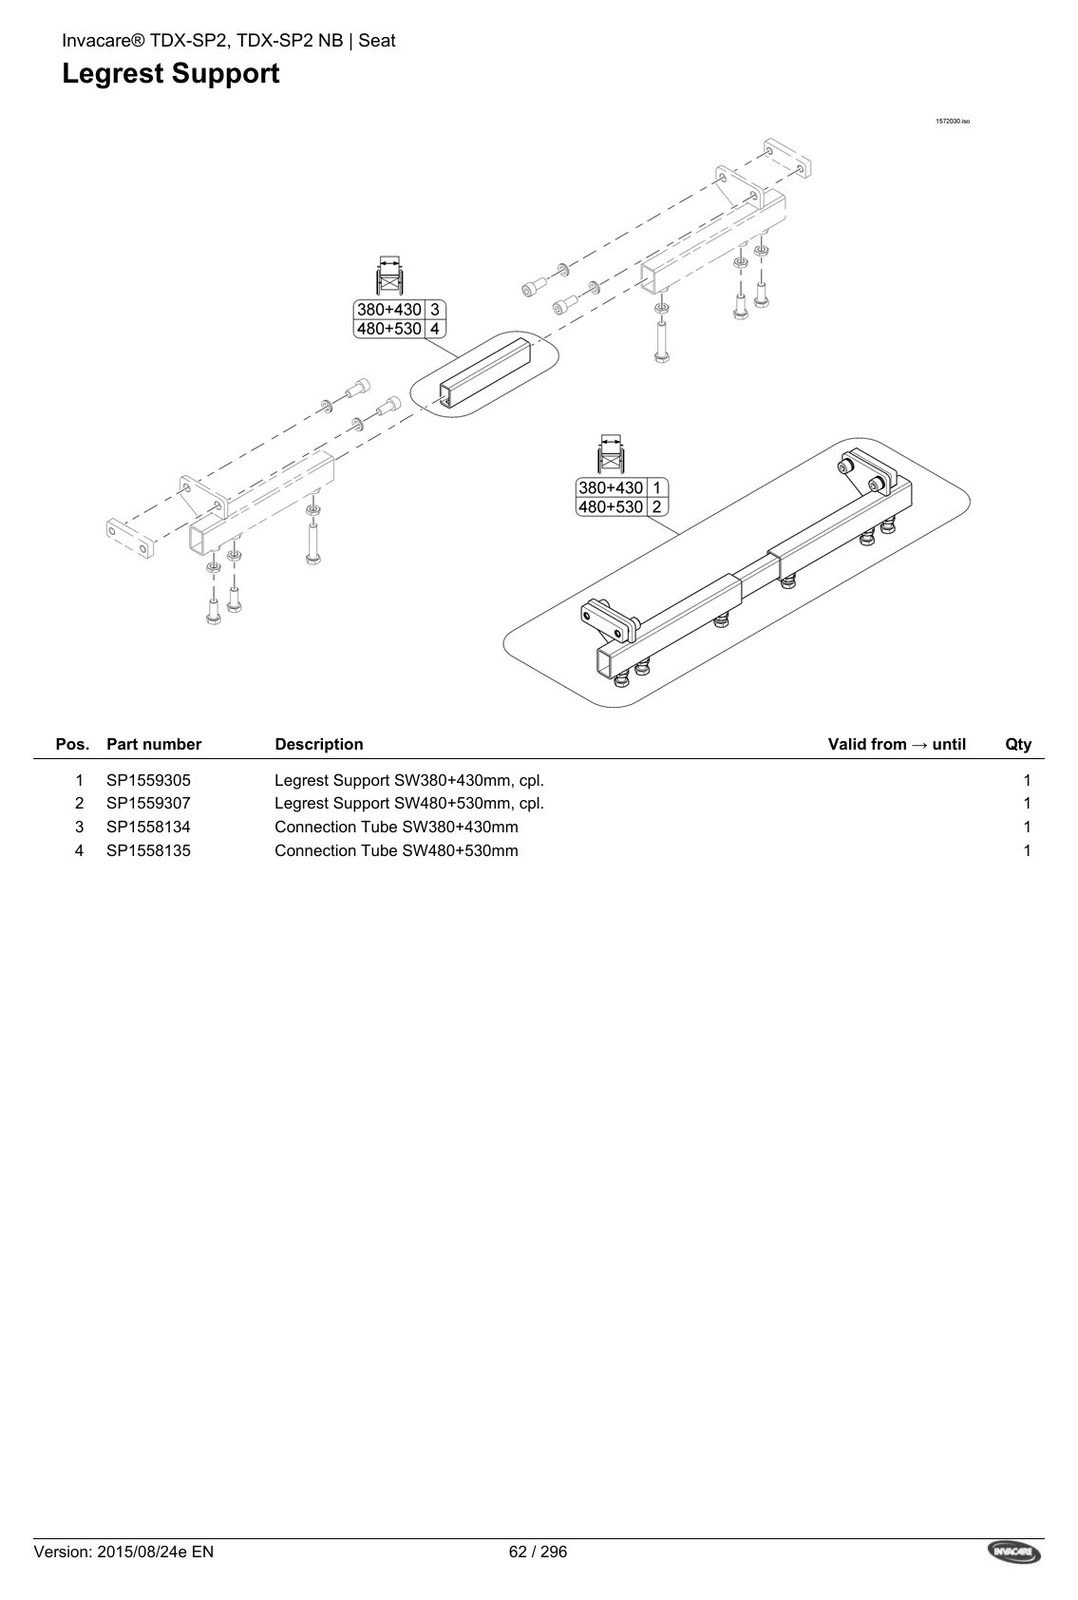 Invacare® TDX-SP2, TDX-SP2 NB | Seat
Legrest Support
1572030.iso
380+430 3
480+530 4
380+430 1
480+530 2
Pos. Part number Description Valid from → until Qty
1 SP1559305 Legrest Support SW380+430mm, cpl. 1
2 SP1559307 Legrest Support SW480+530mm, cpl. 1
3 SP1558134 Connection Tube SW380+430mm 1
4 SP1558135 Connection Tube SW480+530mm 1
Version: 2015/08/24e EN 62 / 296 INVACARE